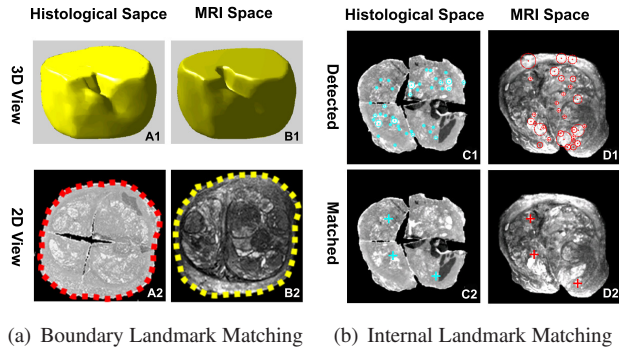 Histological Sapce MRI Space
3D View
A1
B1
2D View
A2
B2
(a) Boundary Landmark Matching
Histological Space MRI Space
Detected
C1
D1
Matched
C2
D2
(b) Internal Landmark Matching